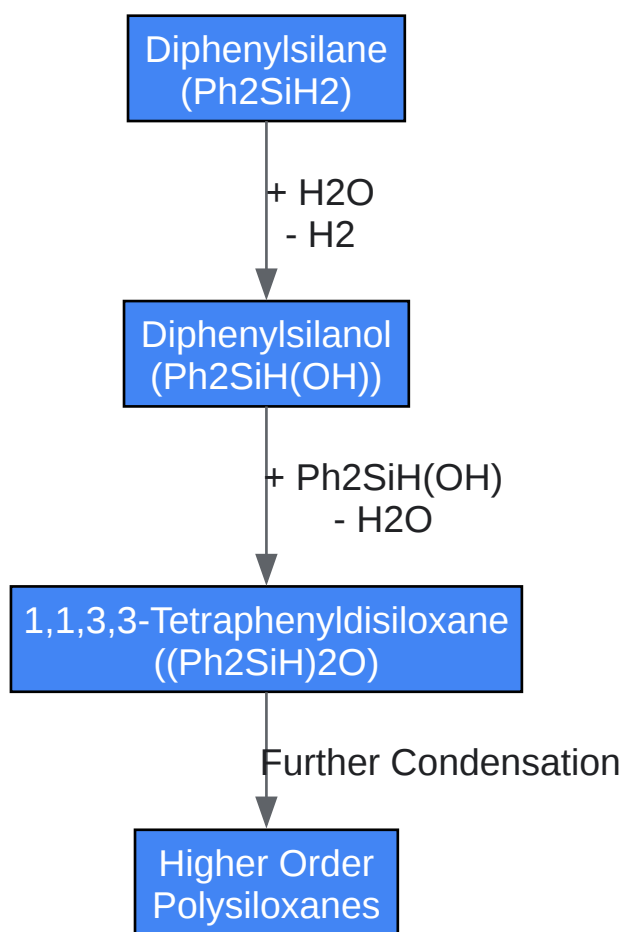 Diphenylsilane
(Ph2SiH2)
+ H2O
- H2
Diphenylsilanol
(Ph2SiH(OH))
+ Ph2SiH(OH)
- H2O
1,1,3,3-Tetraphenyldisiloxane
((Ph2SiH)2O)
Further Condensation
Higher Order
Polysiloxanes